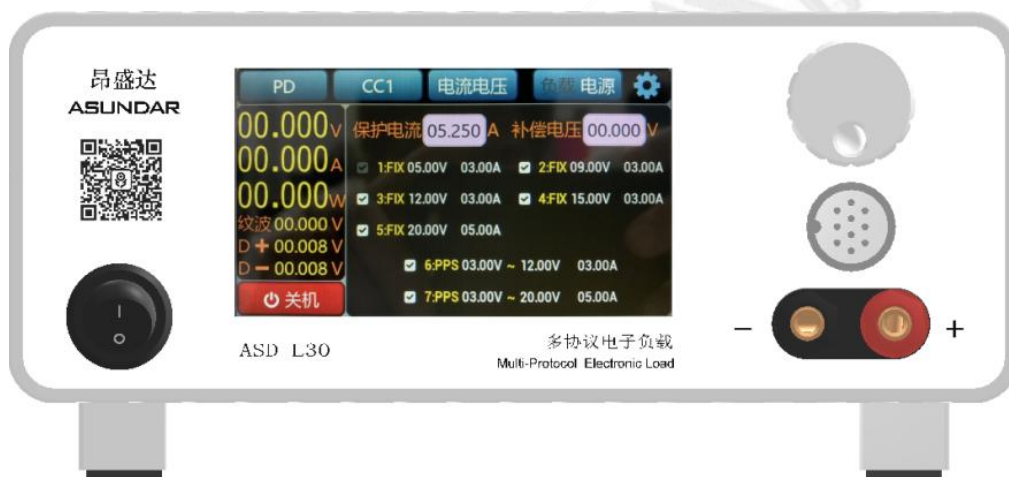 昂盛达
ASUNDAR
PD CC1 电流电压 负载 电源
00.000V
00.000A
00.000W
纹波 00.000 V
D + 00.008 V
D − 00.008 V
关机
保护电流 05.250 A 补偿电压 00.000 V
1:FIX 05.00V 03.00A 2:FIX 09.00V 03.00A
3:FIX 12.00V 03.00A 4:FIX 15.00V 03.00A
5:FIX 20.00V 05.00A
6:PPS 03.00V ~ 12.00V 03.00A
7:PPS 03.00V ~ 20.00V 05.00A
ASD L30
多协议电子负载
Multi-Protocol Electronic Load
− +